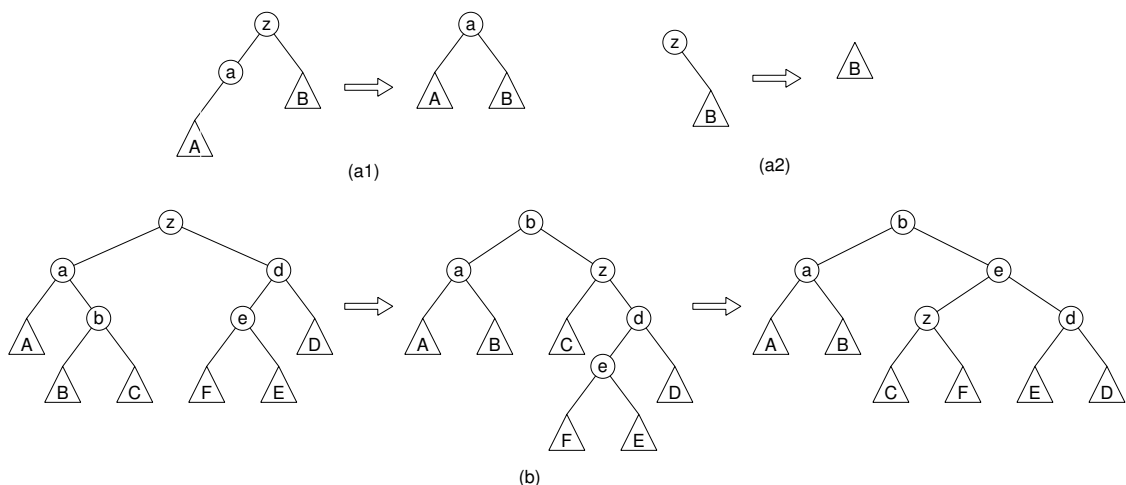 z a z
a B A B B B
A
(a1) (a2)
z b b
a d a z a e
b e A B C d z d
A D e A B
B C F E D C F E D
F E
(b)